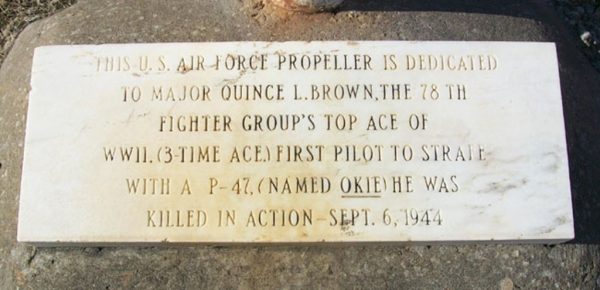 THIS U.S. AIR FORCE PROPELLER IS DEDICATED
TO MAJOR QUINCE L.BROWN,THE 78 TH
FIGHTER GROUP'S TOP ACE OF
WWII.(3-TIME ACE.) FIRST PILOT TO STRAFE
WITH A P-47.(NAMED OKIE) HE WAS
KILLED IN ACTION-SEPT. 6, 1944